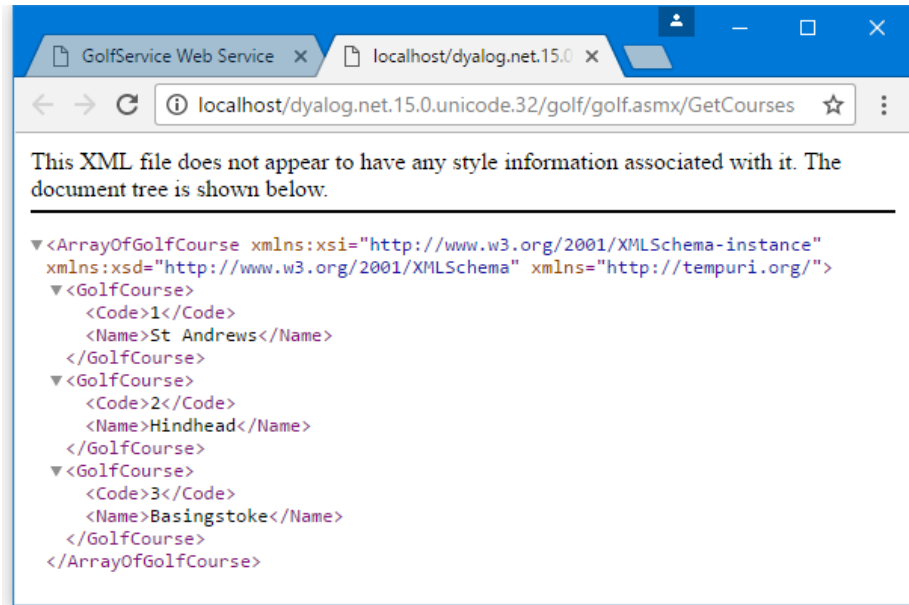 GolfService Web Service
localhost/dyalog.net.15.0
localhost/dyalog.net.15.0.unicode.32/golf/golf.asmx/GetCourses
This XML file does not appear to have any style information associated with it. The
document tree is shown below.
▼<ArrayOfGolfCourse xmlns:xsi="http://www.w3.org/2001/XMLSchema-instance"
xmlns:xsd="http://www.w3.org/2001/XMLSchema" xmlns="http://tempuri.org/">
▼<GolfCourse>
<Code>1</Code>
<Name>St Andrews</Name>
</GolfCourse>
▼<GolfCourse>
<Code>2</Code>
<Name>Hindhead</Name>
</GolfCourse>
▼<GolfCourse>
<Code>3</Code>
<Name>Basingstoke</Name>
</GolfCourse>
</ArrayOfGolfCourse>